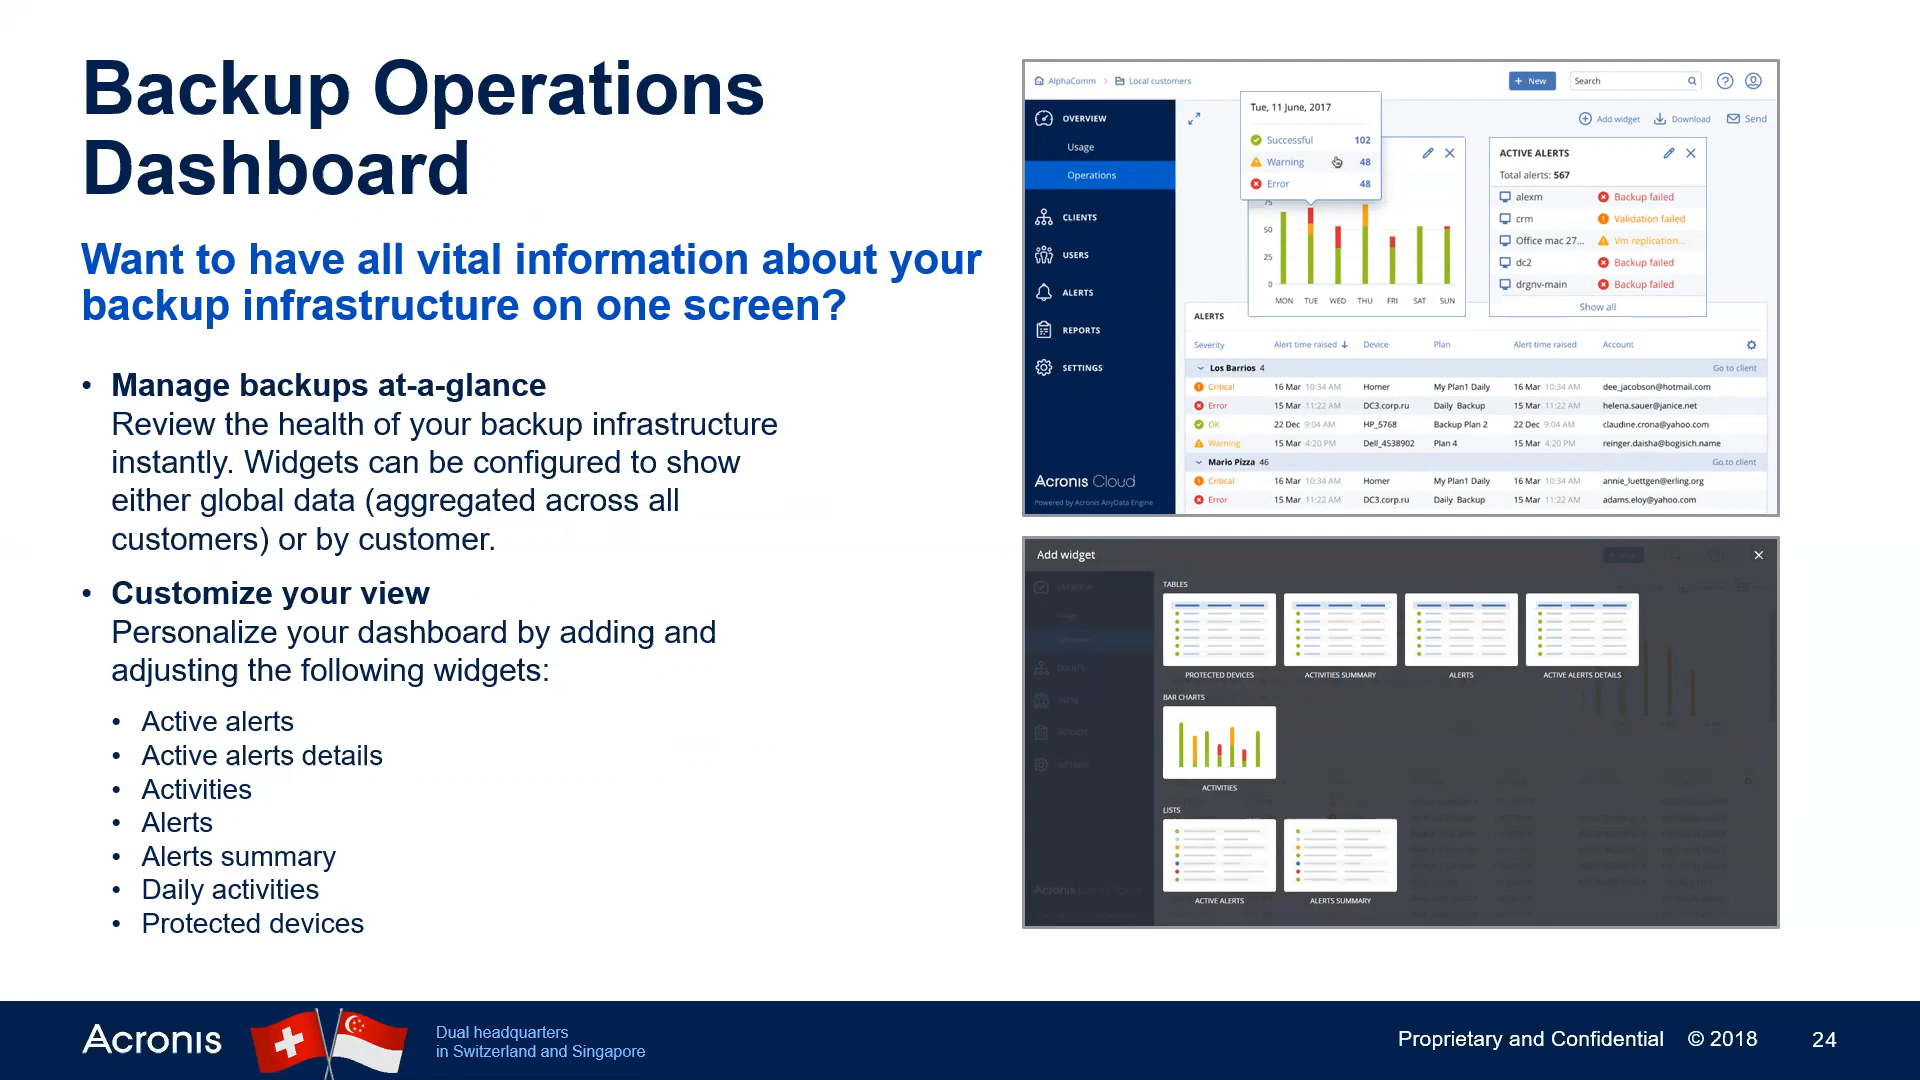 Backup Operations
Dashboard
Want to have all vital information about your
backup infrastructure on one screen?
• Manage backups at-a-glance
Review the health of your backup infrastructure
instantly. Widgets can be configured to show
either global data (aggregated across all
customers) or by customer.
• Customize your view
Personalize your dashboard by adding and
adjusting the following widgets:
• Active alerts
• Active alerts details
• Activities
• Alerts
• Alerts summary
• Daily activities
• Protected devices
AlphaComm > Local customers
+ New Search
OVERVIEW
Usage
Operations
CLIENTS
USERS
ALERTS
REPORTS
SETTINGS
Acronis Cloud
Powered by Acronis AnyData Engine
Add widget Download Send
Tue, 11 June, 2017
Successful 102
Warning 48
Error 48
75
50
25
0
MON TUE WED THU FRI SAT SUN
ACTIVE ALERTS
Total alerts: 567
alexm Backup failed
crm Validation failed
Office mac 27... Vm replication...
dc2 Backup failed
drgnv-main Backup failed
Show all
ALERTS
Severity Alert time raised Device Plan Alert time raised Account
Los Barrios 4 Go to client
Critical 16 Mar 10:34 AM Homer My Plan1 Daily 16 Mar 10:34 AM dee_jacobson@hotmail.com
Error 15 Mar 11:22 AM DC3.corp.ru Daily Backup 15 Mar 11:22 AM helena.sauer@janice.net
OK 22 Dec 9:04 AM HP_5768 Backup Plan 2 22 Dec 9:04 AM claudine.crona@yahoo.com
Warning 15 Mar 4:20 PM Dell_4538902 Plan 4 15 Mar 4:20 PM reinger.daisha@bogisich.name
Mario Pizza 46 Go to client
Critical 16 Mar 10:34 AM Homer My Plan1 Daily 16 Mar 10:34 AM annie_luettgen@erling.org
Error 15 Mar 11:22 AM DC3.corp.ru Daily Backup 15 Mar 11:22 AM adams.eloy@yahoo.com
Add widget
TABLES
PROTECTED DEVICES ACTIVITIES SUMMARY ALERTS ACTIVE ALERTS DETAILS
BAR CHARTS
ACTIVITIES
LISTS
ACTIVE ALERTS ALERTS SUMMARY
Acronis
Dual headquarters
in Switzerland and Singapore
Proprietary and Confidential © 2018 24